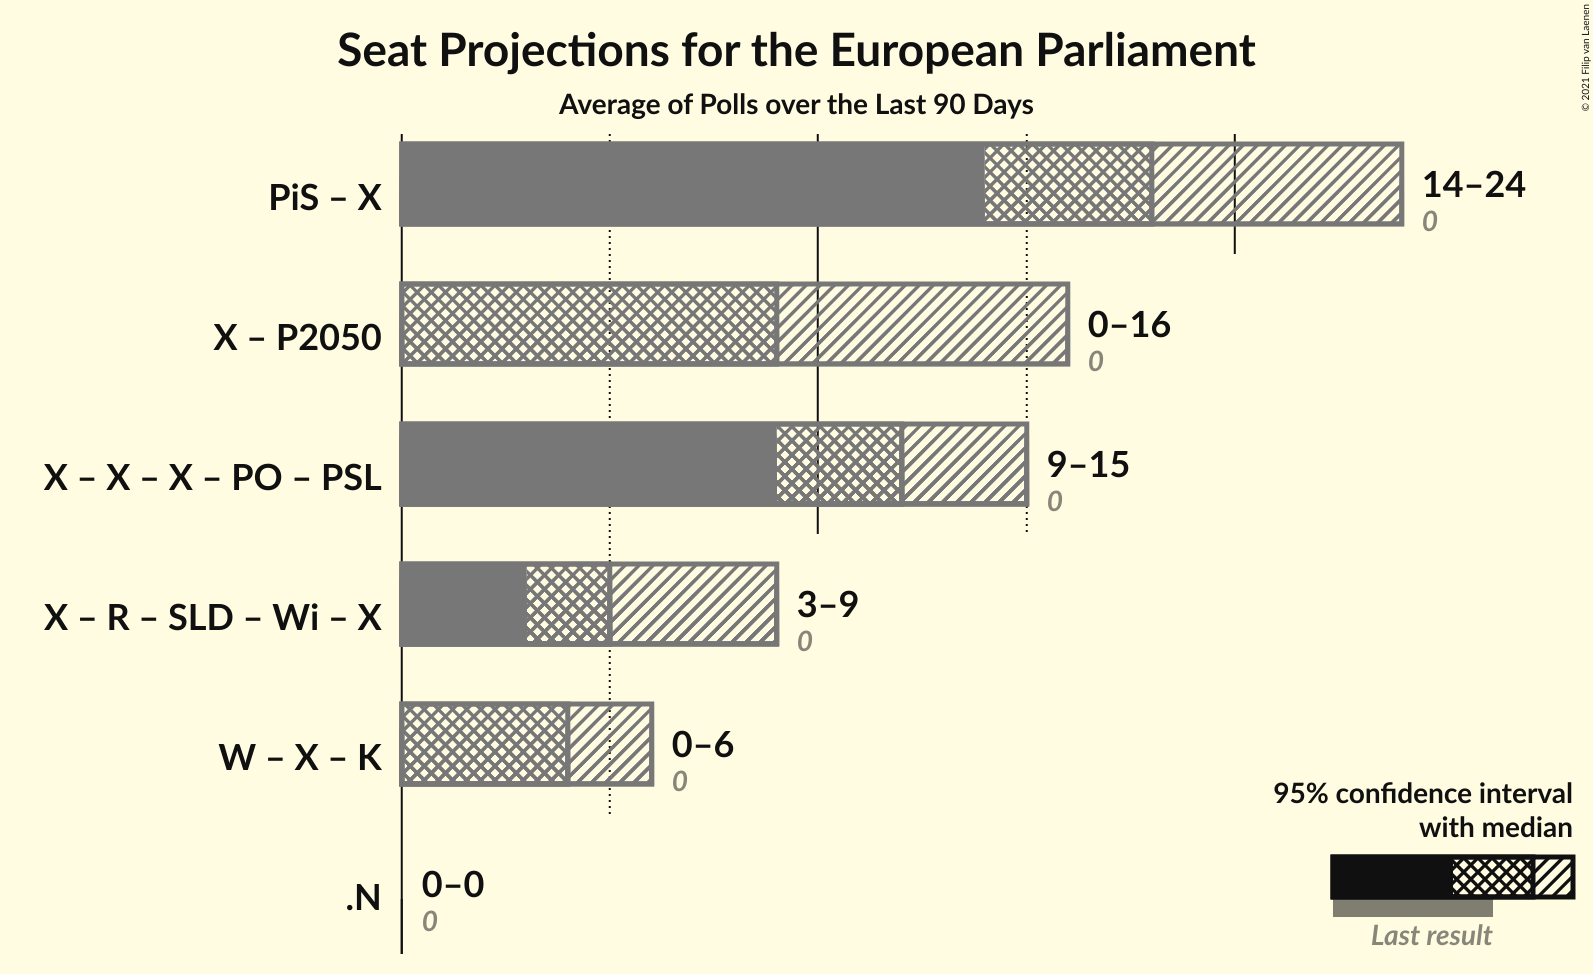 Seat Projections for the European Parliament
Average of Polls over the Last 90 Days
© 2021 Filip van Laenen
PiS – X
14–24
0
X – P2050
0–16
0
X – X – X – PO – PSL
9–15
0
X – R – SLD – Wi – X
3–9
0
W – X – K
0–6
0
.N
0–0
0
95% confidence interval
with median
Last result